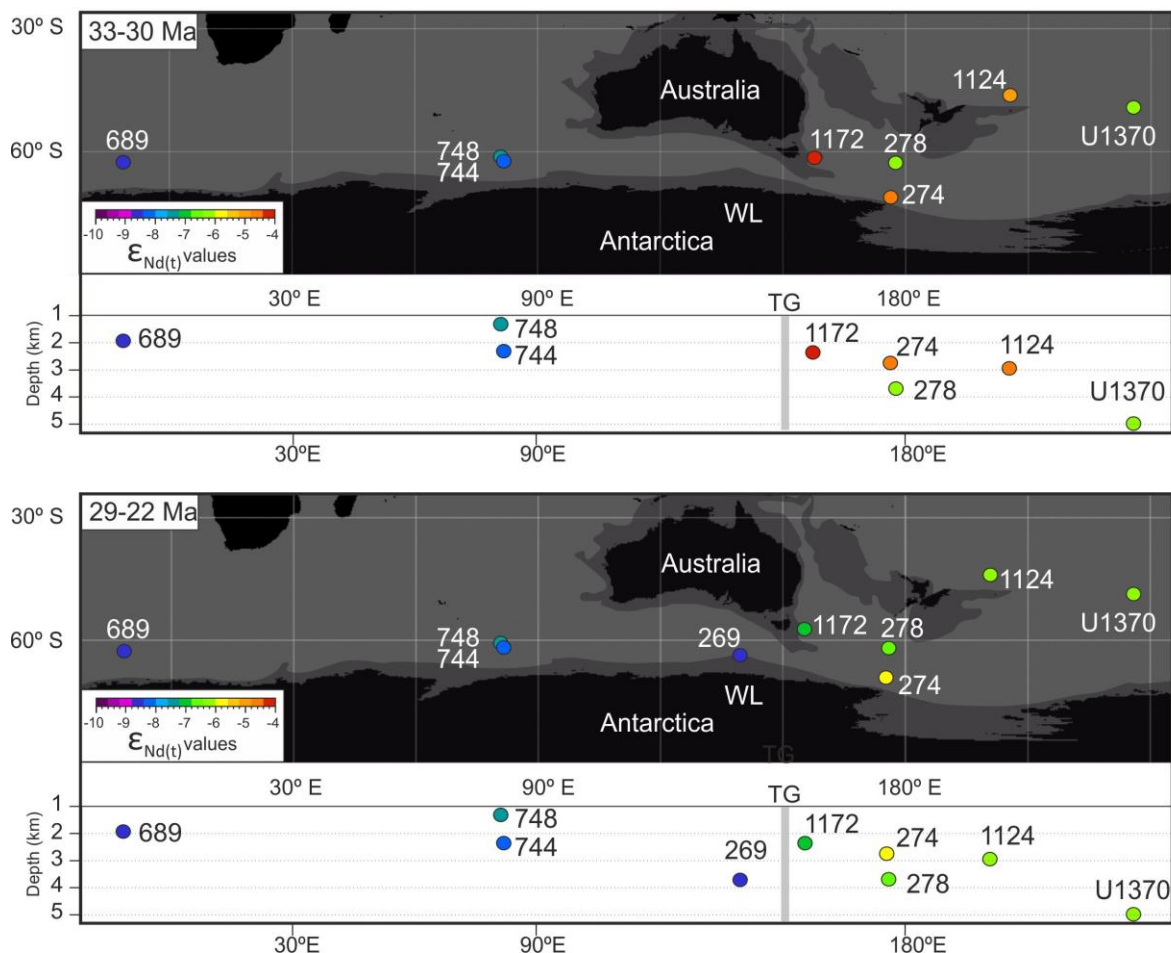 33-30 Ma
30º S
60º S
Australia
Antarctica
WL
689
748
744
1172
278
274
1124
U1370
-10 -9 -8 -7 -6 -5 -4
εNd(t) values
30º E 90º E TG 180º E
Depth (km)
1
2
3
4
5
689
748
744
1172
274
278
1124
U1370
30ºE 90ºE 180ºE
29-22 Ma
30º S
60º S
Australia
Antarctica
WL
TG
689
748
744
269
1172
278
274
1124
U1370
-10 -9 -8 -7 -6 -5 -4
εNd(t) values
30º E 90º E TG 180º E
Depth (km)
1
2
3
4
5
689
748
744
269
1172
274
278
1124
U1370
30ºE 90ºE 180ºE